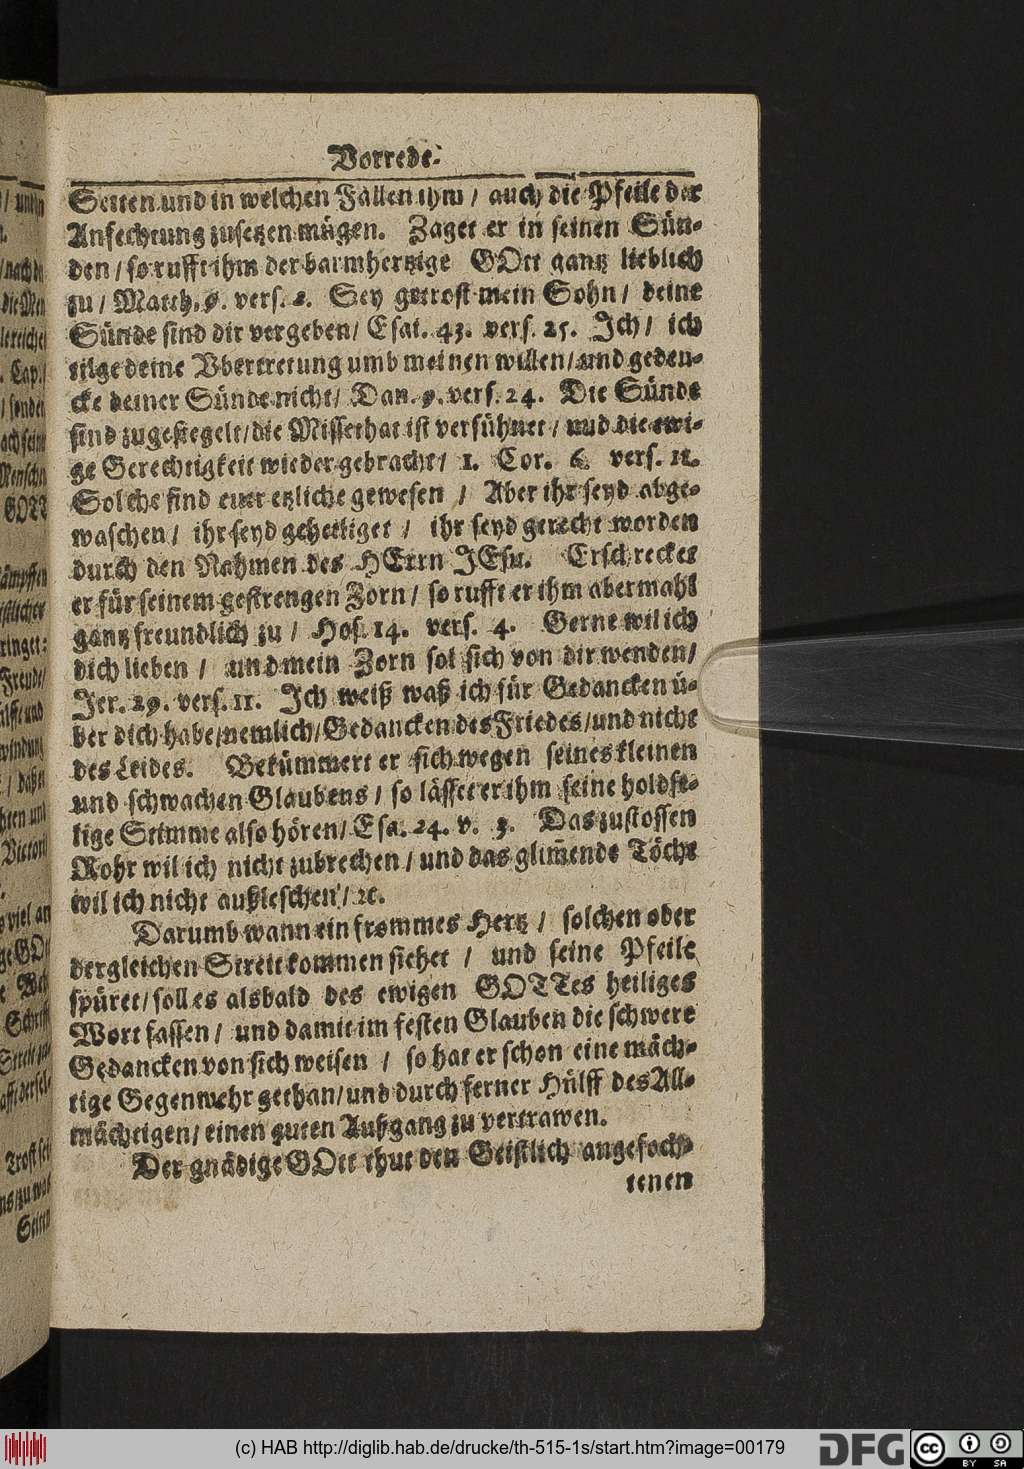 Vorrede.
Seiten und in welchen Fällen ihm / auch die Pfeile der
Anfechtung zusetzen mügen. Zaget er in seinen Sün-
den / so rufft ihm der barmhertzige GOtt gantz lieblich
zu / Matth. 9. vers. 2. Sey getrost mein Sohn / deine
Sünde sind dir vergeben / Esai. 43. vers. 25. Ich / ich
tilge deine Vbertretung umb meinen willen / und geden-
cke deiner Sünde nicht / Dan. 9. vers. 24. Die Sünde
sind zugesiegelt / die Missethat ist versühnet / und die ewi-
ge Gerechtigkeit wieder gebracht / 1. Cor. 6. vers. 11.
Solche sind euer etzliche gewesen / Aber ihr seyd abge-
waschen / ihr seyd geheiliget / ihr seyd gerecht worden
durch den Nahmen des HErrn JEsu. Erschrecket
er für seinem gestrengen Zorn / so rufft er ihm abermahl
gantz freundlich zu / Hos. 14. vers. 4. Gerne wil ich
dich lieben / und mein Zorn sol sich von dir wenden /
Jer. 29. vers. 11. Ich weiß waß ich für Gedancken ü-
ber dich habe / nemlich / Gedancken des Friedes / und nicht
des Leides. Bekümmert er sich wegen seines kleinen
und schwachen Glaubens / so lässet er ihm seine holdse-
lige Stimme also hören / Esa. 24. v. 3. Das zustossen
Rohr wil ich nicht zubrechen / und das glim̄ende Töcht
wil ich nicht außleschen / ꝛc.
Darumb wann ein frommes Hertz / solchen oder
dergleichen Streit kommen siehet / und seine Pfeile
spüret / soll es alsbald des ewigen GOTTes heiliges
Wort fassen / und damit im festen Glauben die schwere
Gedancken von sich weisen / so hat er schon eine mäch-
tige Gegenwehr gethan / und durch ferner Hülff des All-
mächtigen / einen guten Außgang zu vertrawen.
Der gnädige GOtt thut den Geistlich angefoch-
tenen
(c) HAB http://diglib.hab.de/drucke/th-515-1s/start.htm?image=00179
DFG
cc BY SA